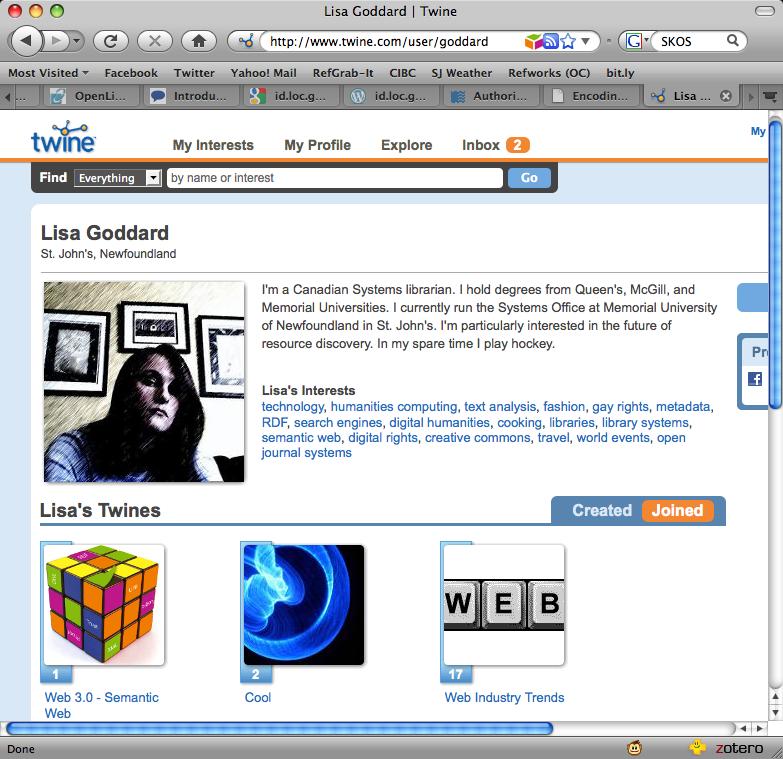 Lisa Goddard | Twine
http://www.twine.com/user/goddard
G
SKOS
Most Visited Facebook Twitter Yahoo! Mail RefGrab-It CIBC SJ Weather Refworks (OC) bit.ly
... OpenLi... Introdu... id.loc.g... id.loc.g... Authori... Encodin... Lisa ...
twine
My Interests My Profile Explore Inbox 2
My
Find Everything by name or interest Go
Lisa Goddard
St. John's, Newfoundland
I'm a Canadian Systems librarian. I hold degrees from Queen's, McGill, and
Memorial Universities. I currently run the Systems Office at Memorial University
of Newfoundland in St. John's. I'm particularly interested in the future of
resource discovery. In my spare time I play hockey.
Pr
f
Lisa's Interests
technology, humanities computing, text analysis, fashion, gay rights, metadata,
RDF, search engines, digital humanities, cooking, libraries, library systems,
semantic web, digital rights, creative commons, travel, world events, open
journal systems
Lisa's Twines
Created Joined
WEB
1 2 17
Web 3.0 - Semantic
Web
Cool
Web Industry Trends
Done
zotero